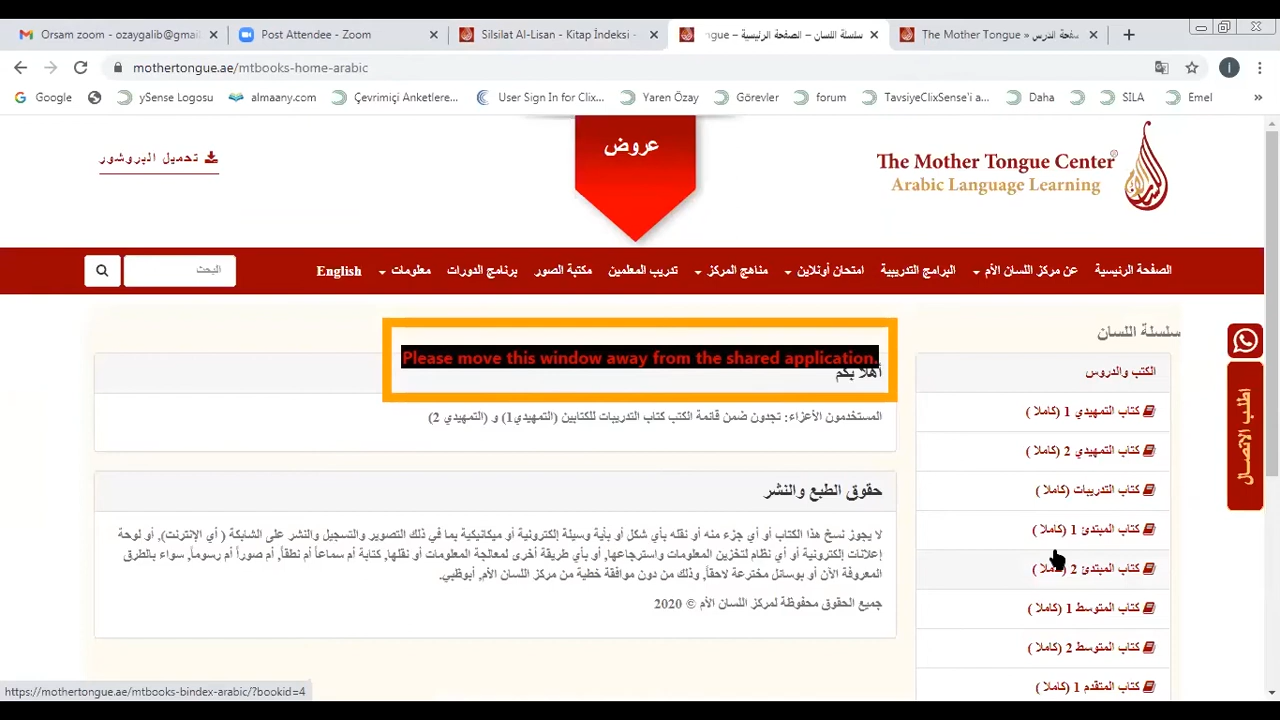 Orsam zoom - ozaygalib@gmai
Post Attendee - Zoom
Silsilat Al-Lisan - Kitap İndeksi -
سلسلة اللسان – الصفحة الرئيسية – gue
The Mother Tongue » صفحة الدرس
mothertongue.ae/mtbooks-home-arabic
Google
ySense Logosu
almaany.com
Çevrimiçi Anketlere...
User Sign In for Clix...
Yaren Özay
Görevler
forum
TavsiyeClixSense'i a...
Daha
SILA
Emel
»
تحميل البروشور
عروض
The Mother Tongue Center
Arabic Language Learning
الصفحة الرئيسية
عن مركز اللسان الأم
البرامج التدريبية
امتحان أونلاين
مناهج المركز
تدريب المعلمين
مكتبة الصور
برنامج الدورات
معلومات
English
البحث
سلسلة اللسان
Please move this window away from the shared application.
أهلا بكم
المستخدمون الأعزاء: تجدون ضمن قائمة الكتب كتاب التدريبات للكتابين (التمهيدي1) و (التمهيدي 2)
حقوق الطبع والنشر
لا يجوز نسخ هذا الكتاب أو أي جزء منه أو نقله بأي شكل أو بأية وسيلة إلكترونية أو ميكانيكية بما في ذلك التصوير والتسجيل والنشر على الشابكة ( أي الإنترنت), أو لوحة
إعلانات إلكترونية أو أي نظام لتخزين المعلومات واسترجاعها, أو بأي طريقة أخرى لمعالجة المعلومات أو نقلها, كتابة أم سماعاً أم نطقاً, أم صوراً أم رسوماً, سواء بالطرق
المعروفة الآن أو بوسائل مخترعة لاحقاً, وذلك من دون موافقة خطية من مركز اللسان الأم, أبوظبي.
جميع الحقوق محفوظة لمركز اللسان الأم © 2020
الكتب والدروس
كتاب التمهيدي 1 (كاملا )
كتاب التمهيدي 2 (كاملا )
كتاب التدريبات (كاملا )
كتاب المبتدئ 1 (كاملا )
كتاب المبتدئ 2 (كاملا )
كتاب المتوسط 1 (كاملا )
كتاب المتوسط 2 (كاملا )
كتاب المتقدم 1 (كاملا )
اطلب الاتصال
https://mothertongue.ae/mtbooks-bindex-arabic/?bookid=4